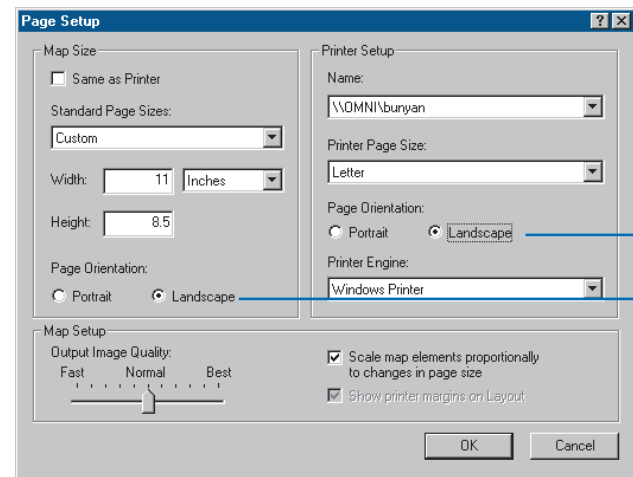 Page Setup
Map Size
Same as Printer
Standard Page Sizes:
Custom
Width: 11 Inches
Height: 8.5
Page Orientation:
Portrait Landscape
Printer Setup
Name:
\\OMNI\bunyan
Printer Page Size:
Letter
Page Orientation:
Portrait Landscape
Printer Engine:
Windows Printer
Map Setup
Output Image Quality:
Fast Normal Best
Scale map elements proportionally
to changes in page size
Show printer margins on Layout
OK Cancel